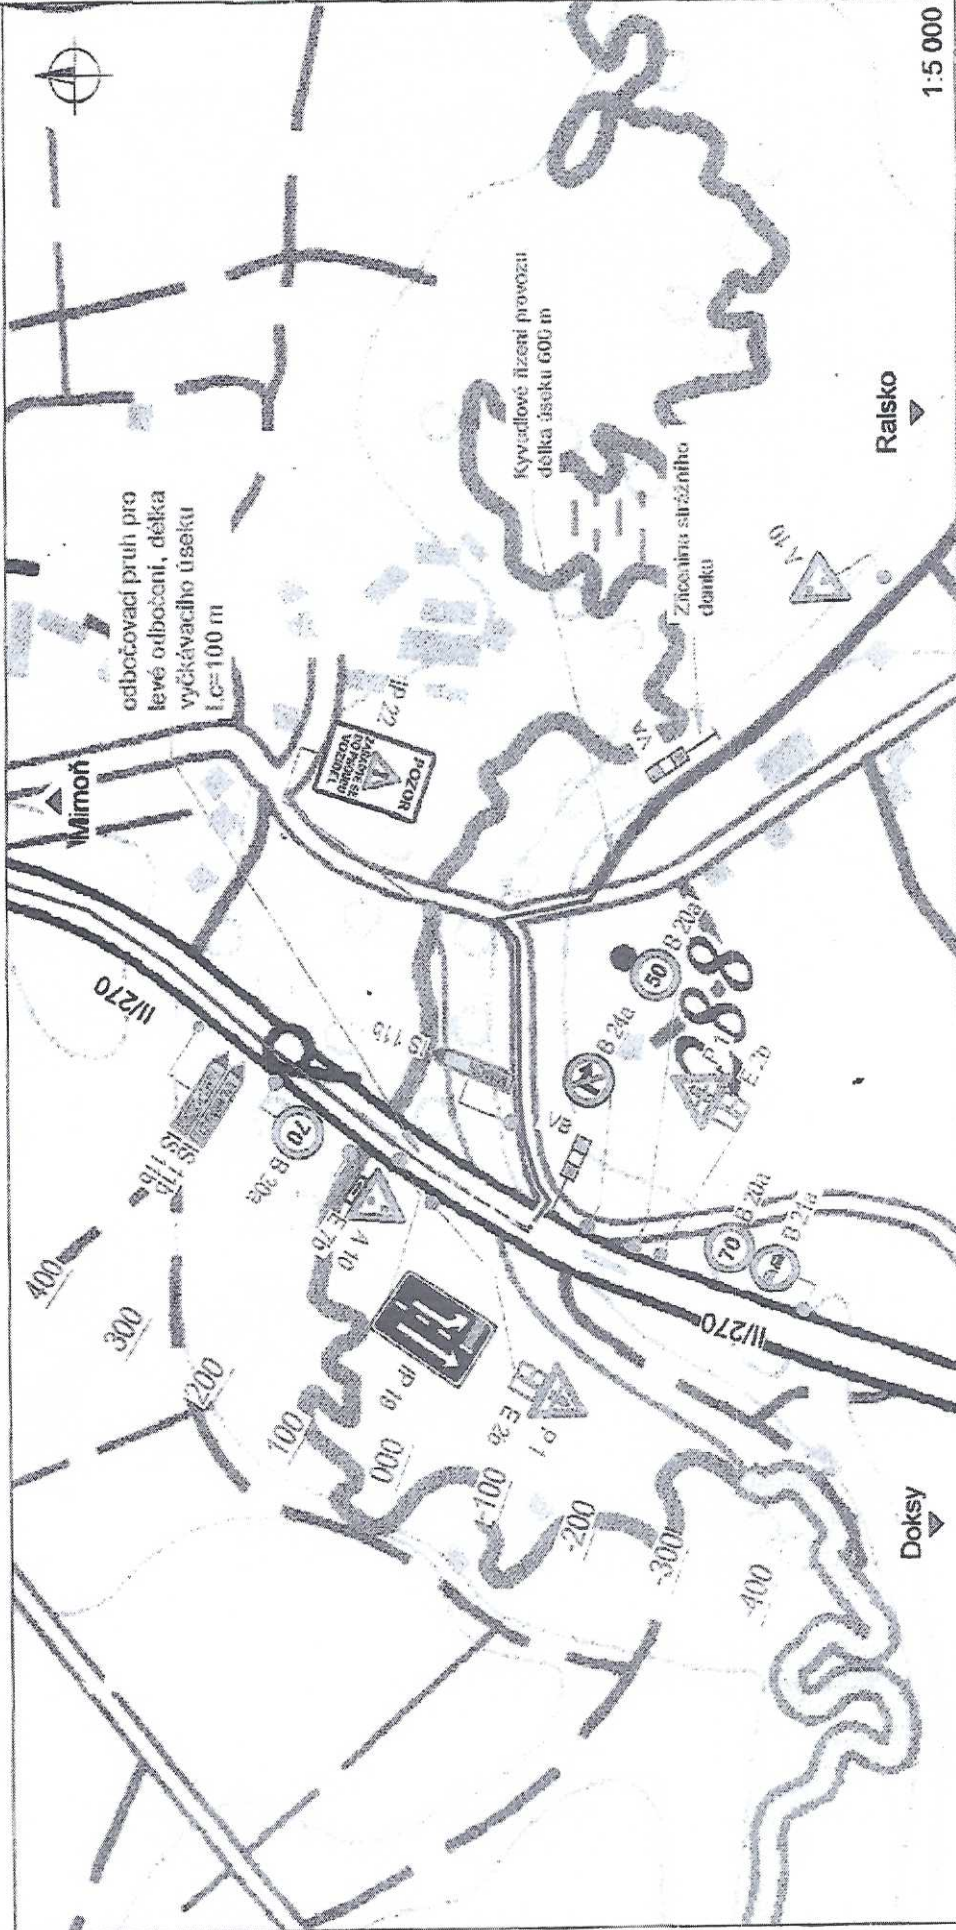 1:5 000
odbočovací pruh pro
levé odbočení, délka
vyčkávacího úseku
Lc=100 m
Mimoň
II/270
IS 11b
IS 11b
70
B 20a
E 7b
A 10
IP 22
POZOR
IS 11b
Kyvadlové řízení provozu
délka úseku 600 m
Zřícenina strážního
domku
Ralsko
A 10
VA
VB
B 24a
50
B 20a
P 1
E 2b
70
B 20a
B 21a
II/270
IP 19
E 2b
P 1
400
300
200
100
000
-100
-200
-300
-400
Doksy